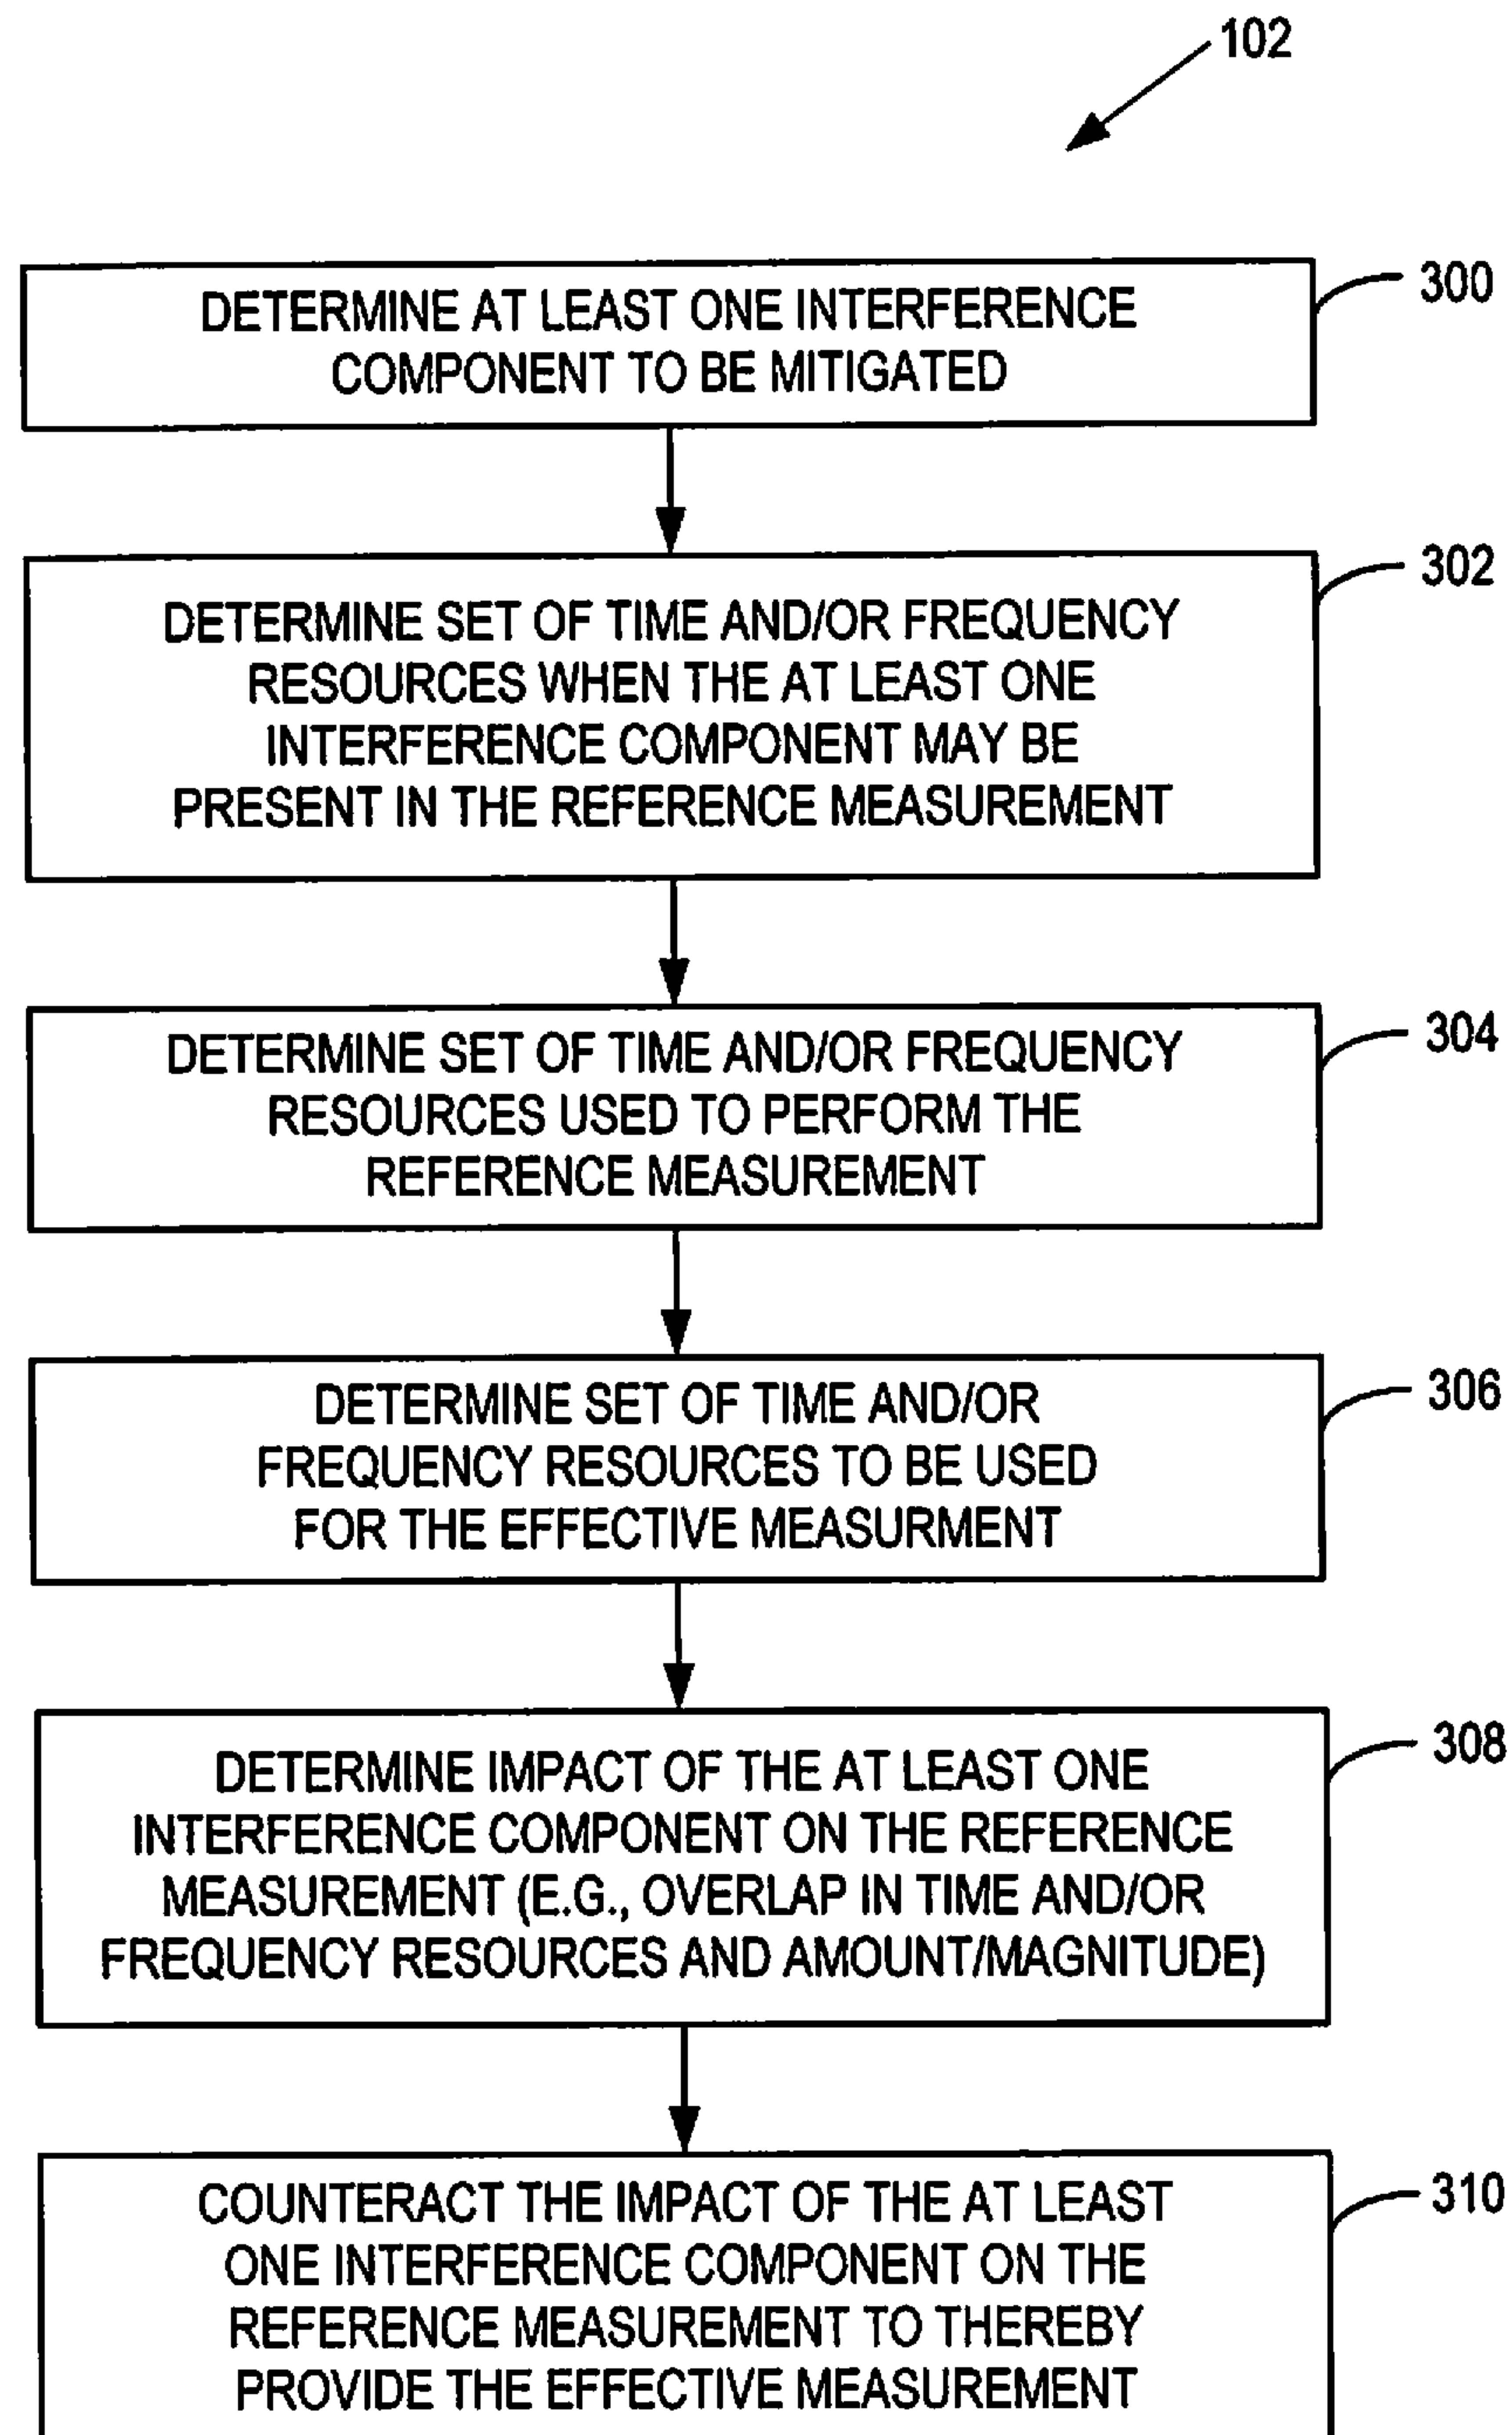 102
300
DETERMINE AT LEAST ONE INTERFERENCE
COMPONENT TO BE MITIGATED
302
DETERMINE SET OF TIME AND/OR FREQUENCY
RESOURCES WHEN THE AT LEAST ONE
INTERFERENCE COMPONENT MAY BE
PRESENT IN THE REFERENCE MEASUREMENT
304
DETERMINE SET OF TIME AND/OR FREQUENCY
RESOURCES USED TO PERFORM THE
REFERENCE MEASUREMENT
306
DETERMINE SET OF TIME AND/OR
FREQUENCY RESOURCES TO BE USED
FOR THE EFFECTIVE MEASURMENT
308
DETERMINE IMPACT OF THE AT LEAST ONE
INTERFERENCE COMPONENT ON THE REFERENCE
MEASUREMENT (E.G., OVERLAP IN TIME AND/OR
FREQUENCY RESOURCES AND AMOUNT/MAGNITUDE)
310
COUNTERACT THE IMPACT OF THE AT LEAST
ONE INTERFERENCE COMPONENT ON THE
REFERENCE MEASUREMENT TO THEREBY
PROVIDE THE EFFECTIVE MEASUREMENT